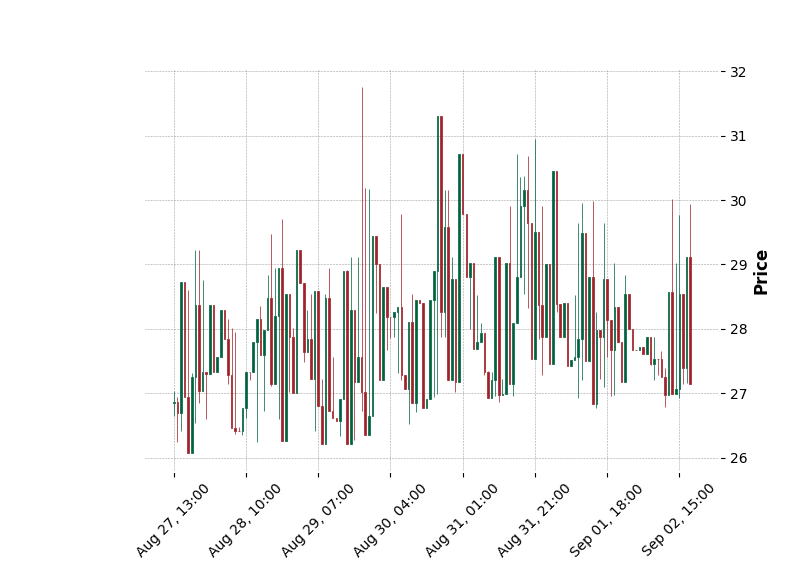 32
31
30
29
28
27
26
Price
Aug 27, 13:00
Aug 28, 10:00
Aug 29, 07:00
Aug 30, 04:00
Aug 31, 01:00
Aug 31, 21:00
Sep 01, 18:00
Sep 02, 15:00